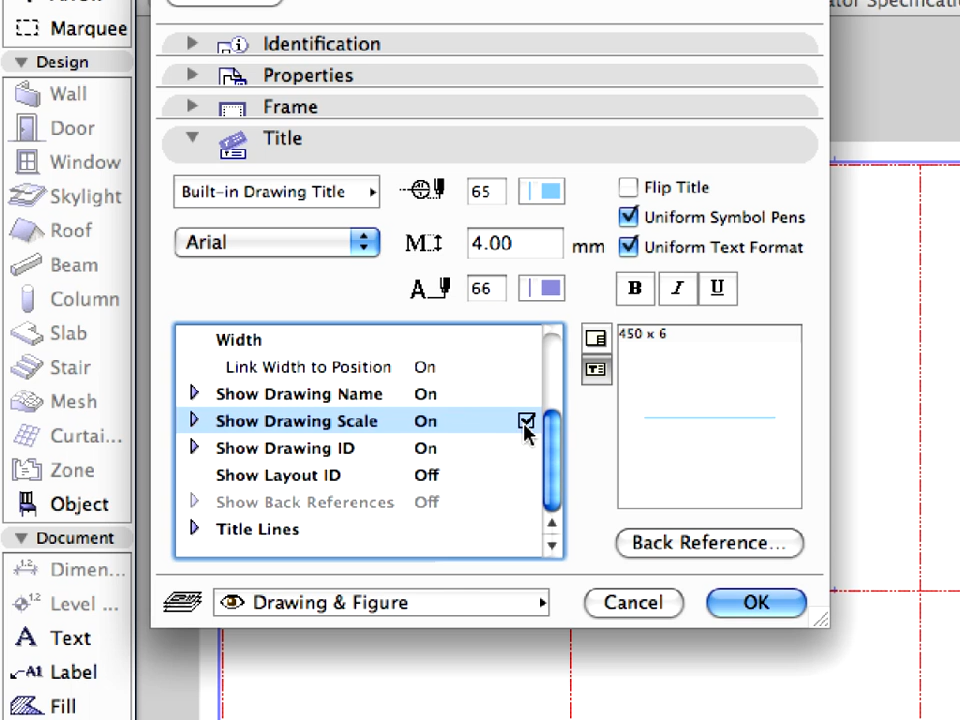 Marquee
Design
Wall
Door
Window
Skylight
Roof
Beam
Column
Slab
Stair
Mesh
Curtai...
Zone
Object
Document
Dimen...
Level ...
Text
Label
Fill
Identification
Properties
Frame
Title
Built-in Drawing Title
65
Flip Title
Uniform Symbol Pens
Arial
4.00 mm
Uniform Text Format
66
B I U
Width
Link Width to Position On
Show Drawing Name On
Show Drawing Scale On
Show Drawing ID On
Show Layout ID Off
Show Back References Off
Title Lines
450 x 6
Back Reference...
Drawing & Figure
Cancel
OK